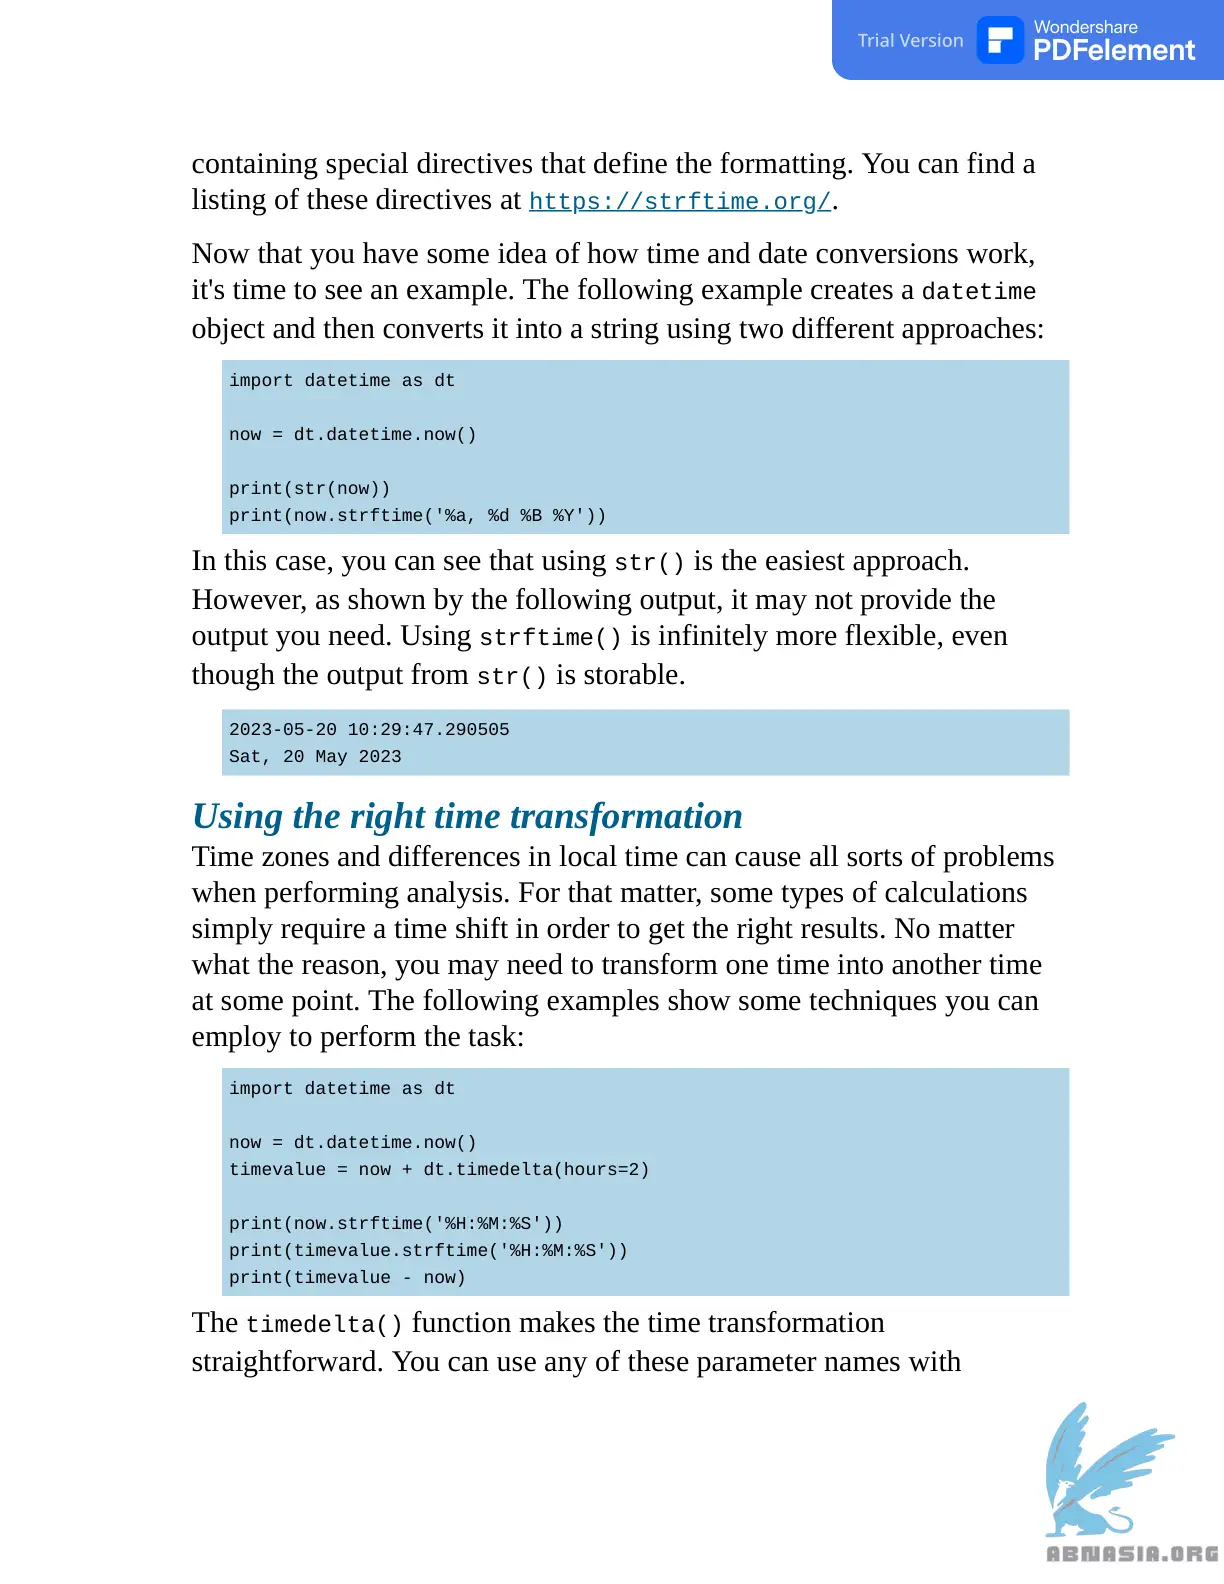 Trial Version
Wondershare
PDFelement
containing special directives that define the formatting. You can find a
listing of these directives at https://strftime.org/.
Now that you have some idea of how time and date conversions work,
it's time to see an example. The following example creates a datetime
object and then converts it into a string using two different approaches:
import datetime as dt
now = dt.datetime.now()
print(str(now))
print(now.strftime('%a, %d %B %Y'))
In this case, you can see that using str() is the easiest approach.
However, as shown by the following output, it may not provide the
output you need. Using strftime() is infinitely more flexible, even
though the output from str() is storable.
2023-05-20 10:29:47.290505
Sat, 20 May 2023
Using the right time transformation
Time zones and differences in local time can cause all sorts of problems
when performing analysis. For that matter, some types of calculations
simply require a time shift in order to get the right results. No matter
what the reason, you may need to transform one time into another time
at some point. The following examples show some techniques you can
employ to perform the task:
import datetime as dt
now = dt.datetime.now()
timevalue = now + dt.timedelta(hours=2)
print(now.strftime('%H:%M:%S'))
print(timevalue.strftime('%H:%M:%S'))
print(timevalue - now)
The timedelta() function makes the time transformation
straightforward. You can use any of these parameter names with
ABNASIA.ORG